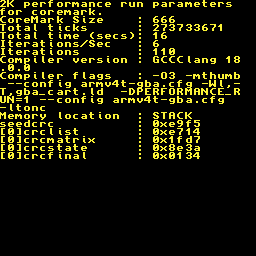 2K performance run parameters
for coremark.
CoreMark Size    : 666
Total ticks      : 273733671
Total time (secs): 16
Iterations/Sec   : 6
Iterations       : 110
Compiler version : GCCClang 18
.0.0
Compiler flags   : -O3 -mthumb
 --config armv4t-gba.cfg -Wl,-
T,gba_cart.ld  -DPERFORMANCE_R
UN=1 --config armv4t-gba.cfg
-ltonc
Memory location  : STACK
seedcrc          : 0xe9f5
[0]crclist       : 0xe714
[0]crcmatrix     : 0x1fd7
[0]crcstate      : 0x8e3a
[0]crcfinal      : 0x0134